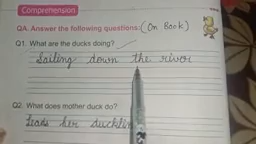 Comprehension
QA. Answer the following questions: (On Book)
Q1. What are the ducks doing?
Sailing down the river
Q2. What does mother duck do?
Leads her ducklin